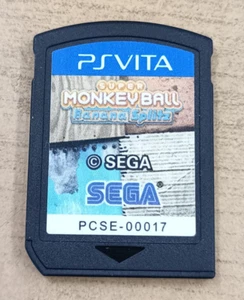 PSVITA
SUPER
MONKEY BALL
Banana Splitz
© SEGA
SEGA
PCSE-00017